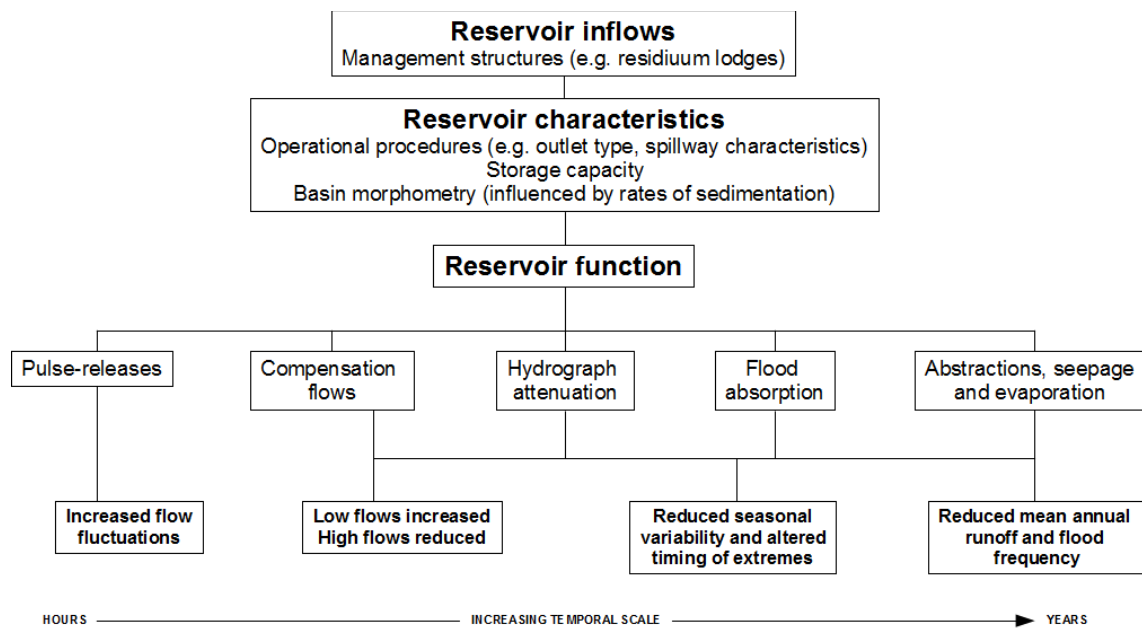 Reservoir inflows
Management structures (e.g. residiuum lodges)
Reservoir characteristics
Operational procedures (e.g. outlet type, spillway characteristics)
Storage capacity
Basin morphometry (influenced by rates of sedimentation)
Reservoir function
Pulse-releases
Compensation
flows
Hydrograph
attenuation
Flood
absorption
Abstractions, seepage
and evaporation
Increased flow
fluctuations
Low flows increased
High flows reduced
Reduced seasonal
variability and altered
timing of extremes
Reduced mean annual
runoff and flood
frequency
HOURS
INCREASING TEMPORAL SCALE
YEARS